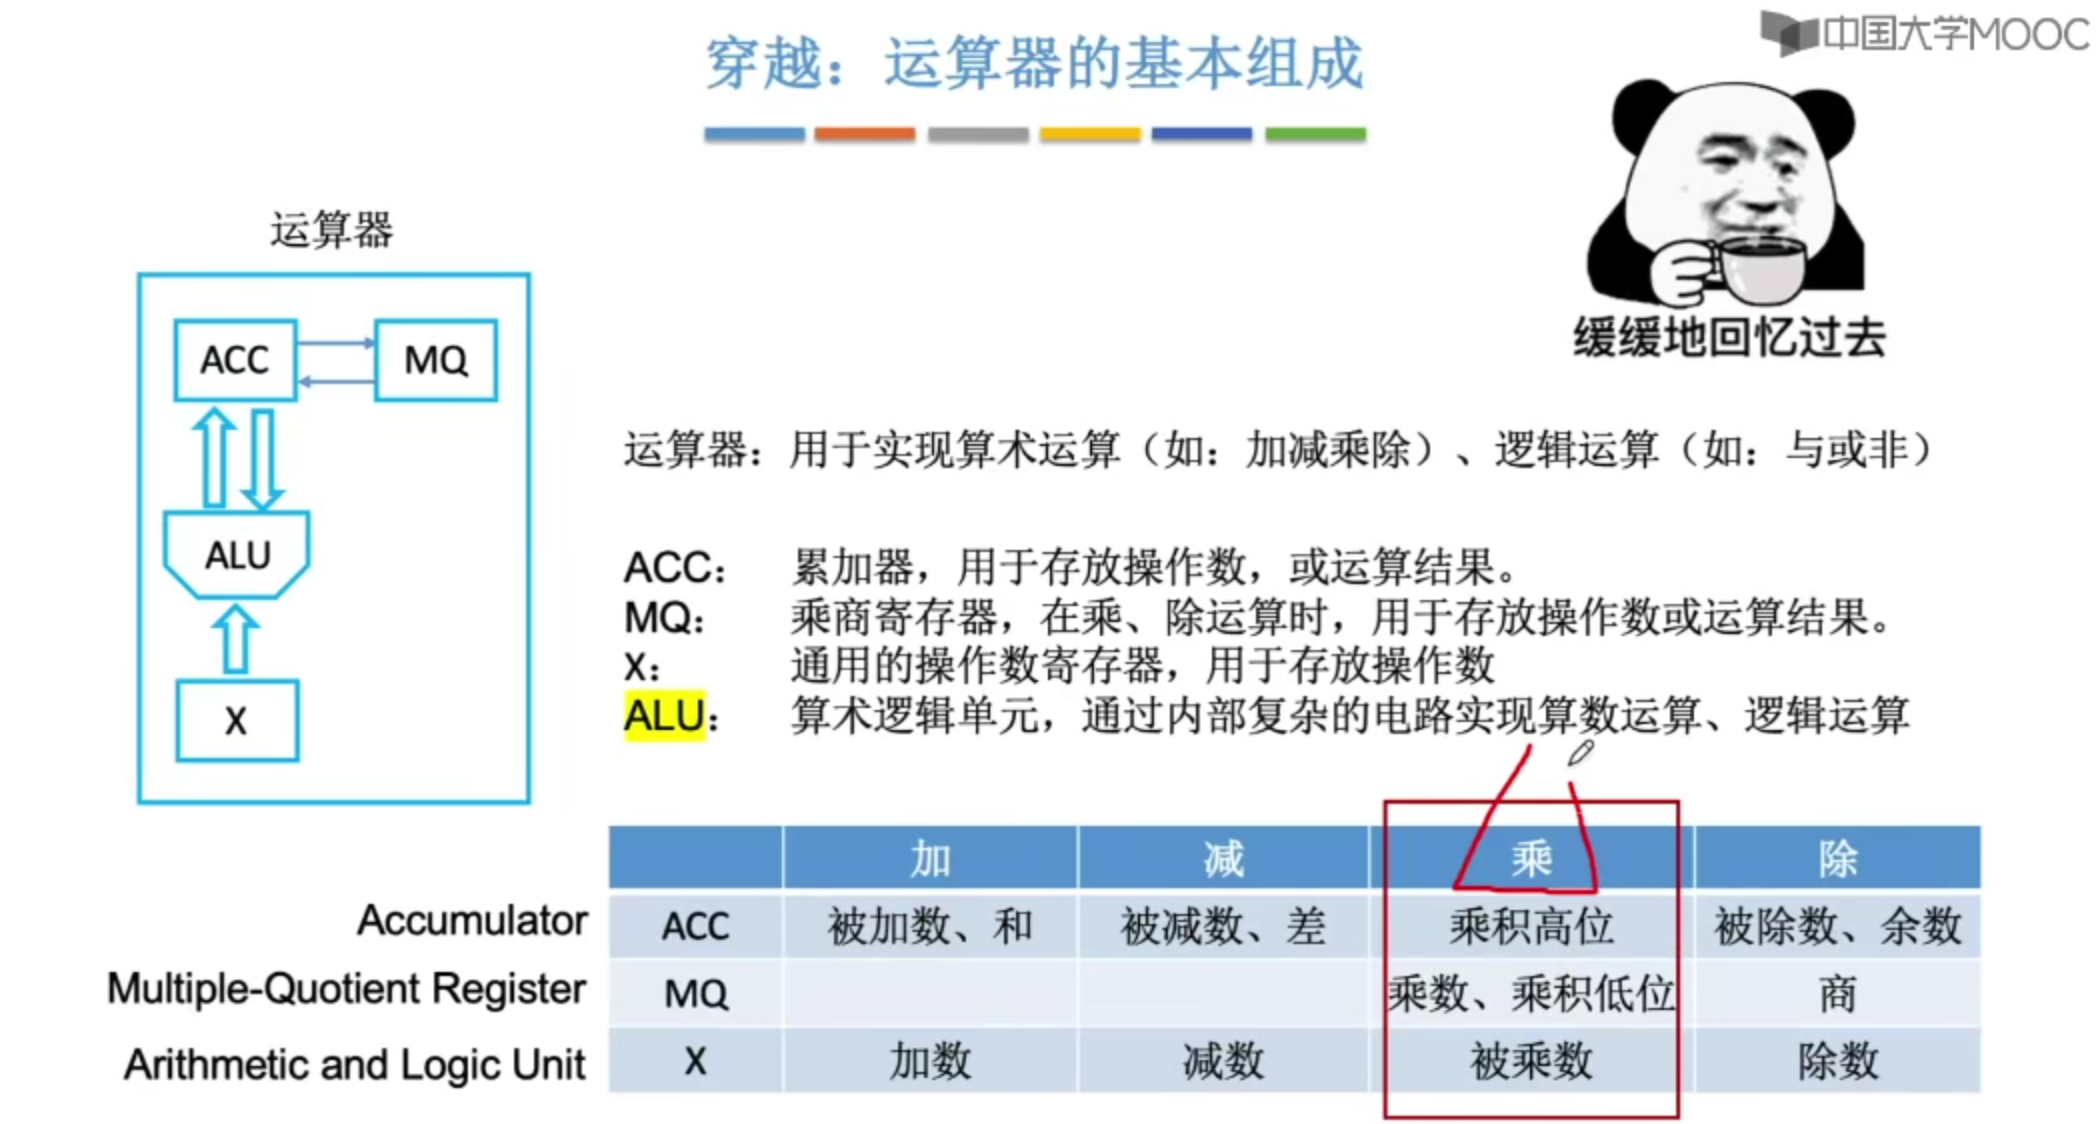 中国大学MOOC
穿越：运算器的基本组成
缓缓地回忆过去
运算器
ACC
MQ
ALU
X
运算器：用于实现算术运算（如：加减乘除）、逻辑运算（如：与或非）
ACC： 累加器，用于存放操作数，或运算结果。
MQ： 乘商寄存器，在乘、除运算时，用于存放操作数或运算结果。
X： 通用的操作数寄存器，用于存放操作数
ALU： 算术逻辑单元，通过内部复杂的电路实现算数运算、逻辑运算
加 减 乘 除
Accumulator ACC 被加数、和 被减数、差 乘积高位 被除数、余数
Multiple-Quotient Register MQ 乘数、乘积低位 商
Arithmetic and Logic Unit X 加数 减数 被乘数 除数